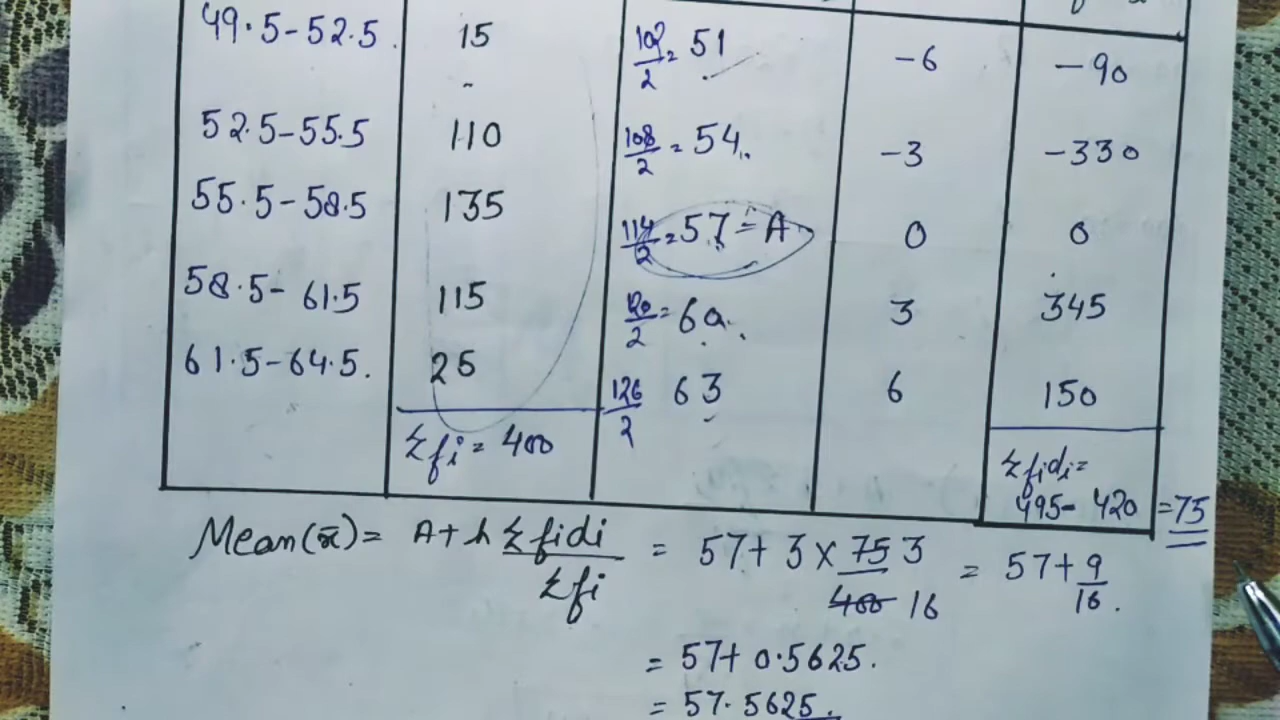 49.5-52.5. 15 102/2=51 -6 -90
52.5-55.5 110 108/2=54.. -3 -330
55.5-58.5 135 114/2=57=A 0 0
58.5-61.5 115 120/2=60.. 3 345
61.5-64.5. 25 126/2 63 6 150
Σfi=400 Σfidi=
495-420 =75
Mean(x̄)= A+h Σfidi/Σfi = 57+3×75/400 3/16 = 57+9/16.
= 57+0.5625.
= 57.5625.